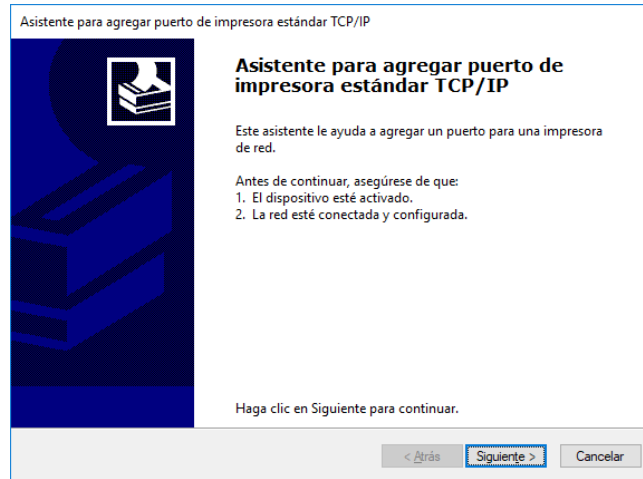 Asistente para agregar puerto de impresora estándar TCP/IP
Asistente para agregar puerto de
impresora estándar TCP/IP
Este asistente le ayuda a agregar un puerto para una impresora
de red.
Antes de continuar, asegúrese de que:
1. El dispositivo esté activado.
2. La red esté conectada y configurada.
Haga clic en Siguiente para continuar.
< Atrás Siguiente > Cancelar